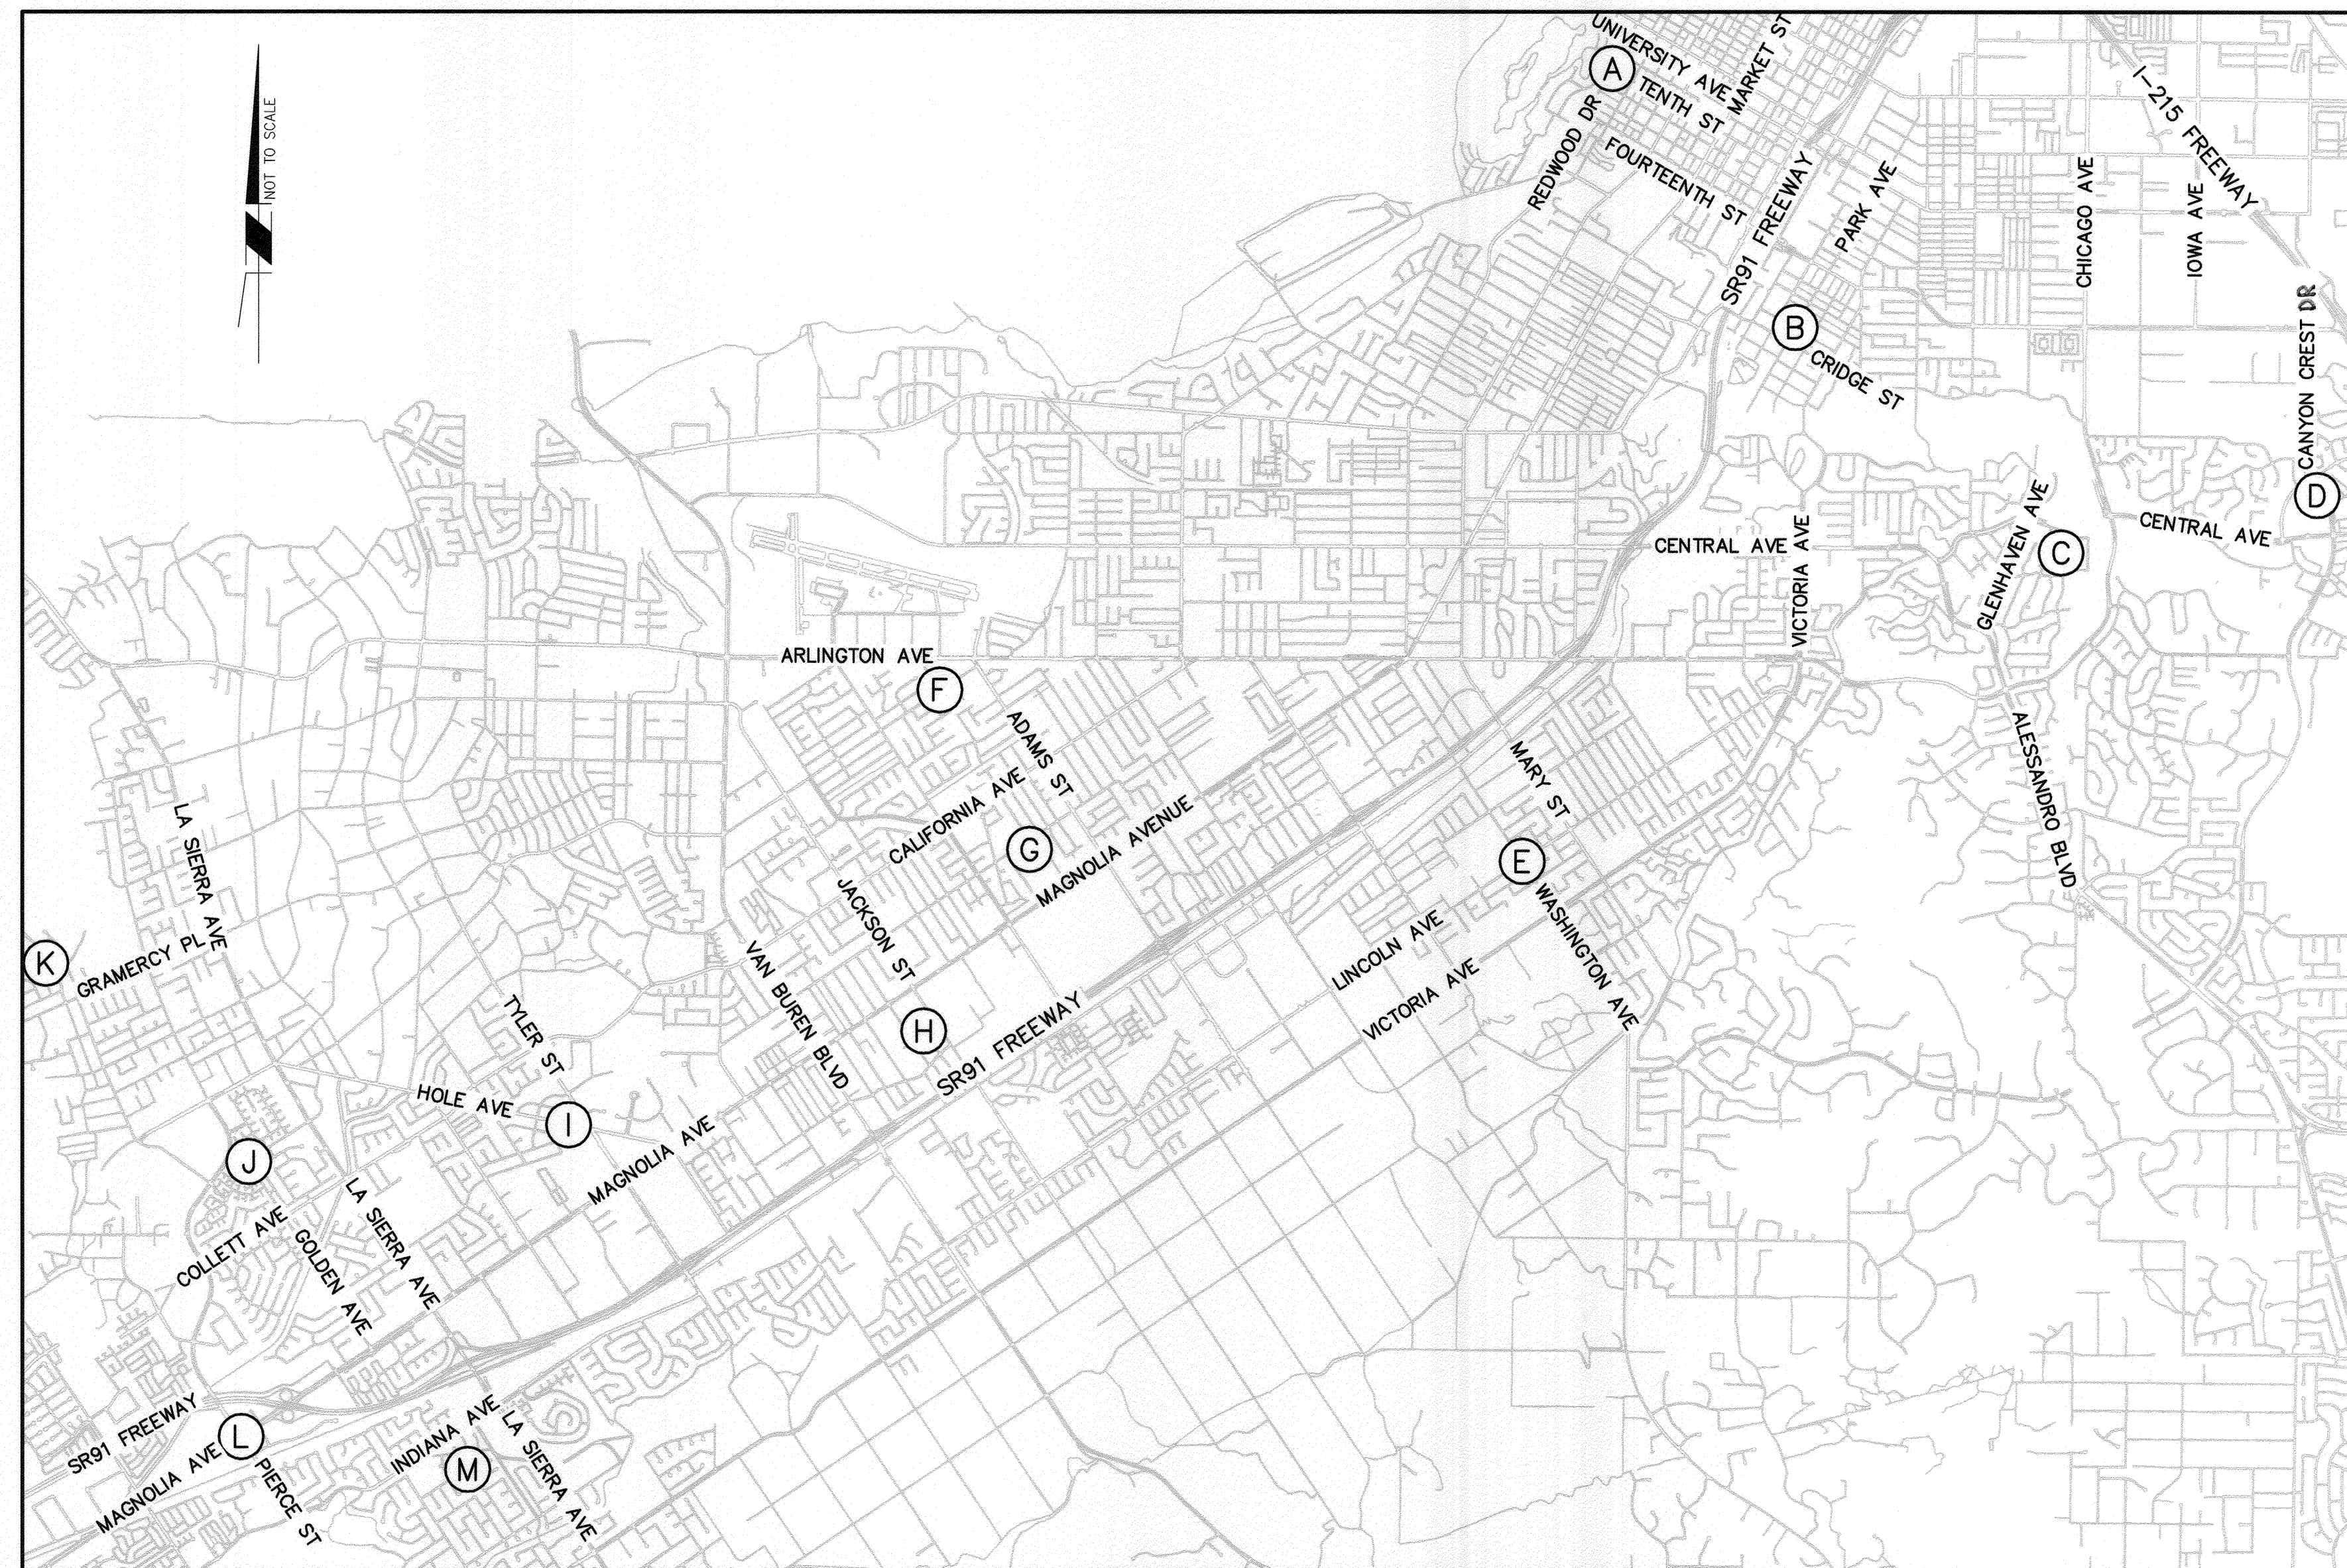 UNIVERSITY AVE
MARKET ST
A
TENTH ST
I-215 FREEWAY
NOT TO SCALE
REDWOOD DR
FOURTEENTH ST
SR91 FREEWAY
PARK AVE
CHICAGO AVE
IOWA AVE
B
CRIDGE ST
CANYON CREST DR
D
CENTRAL AVE
VICTORIA AVE
GLENHAVEN AVE
C
CENTRAL AVE
ARLINGTON AVE
F
ADAMS ST
CALIFORNIA AVE
MARY ST
ALESSANDRO BLVD
LA SIERRA AVE
G
MAGNOLIA AVENUE
E
JACKSON ST
WASHINGTON AVE
LINCOLN AVE
VICTORIA AVE
K
GRAMERCY PL
VAN BUREN BLVD
TYLER ST
H
SR91 FREEWAY
HOLE AVE
I
MAGNOLIA AVE
J
LA SIERRA AVE
COLLETT AVE
GOLDEN AVE
SR91 FREEWAY
L
MAGNOLIA AVE
PIERCE ST
INDIANA AVE
M
LA SIERRA AVE